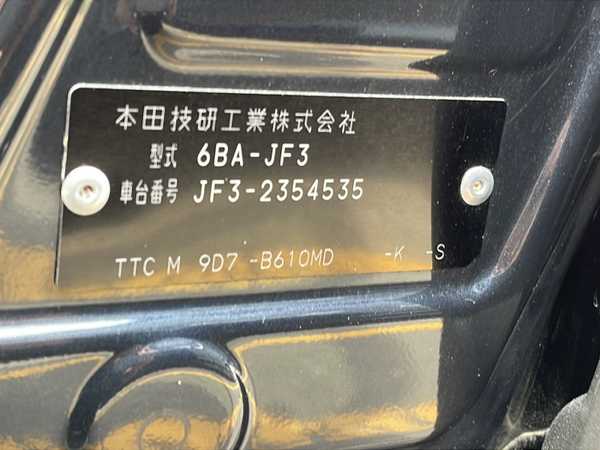 本田技研工業株式会社
型式 6BA-JF3
車台番号 JF3-2354535
TTC M 9D7 -B610MD -K -S